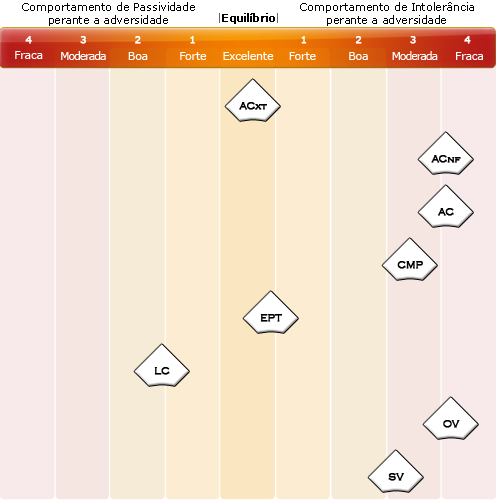 Comportamento de Passividade
perante a adversidade
|Equilíbrio|
Comportamento de Intolerância
perante a adversidade
4 3 2 1 1 2 3 4
Fraca Moderada Boa Forte Excelente Forte Boa Moderada Fraca
ACXT
ACNF
AC
CMP
EPT
LC
OV
SV